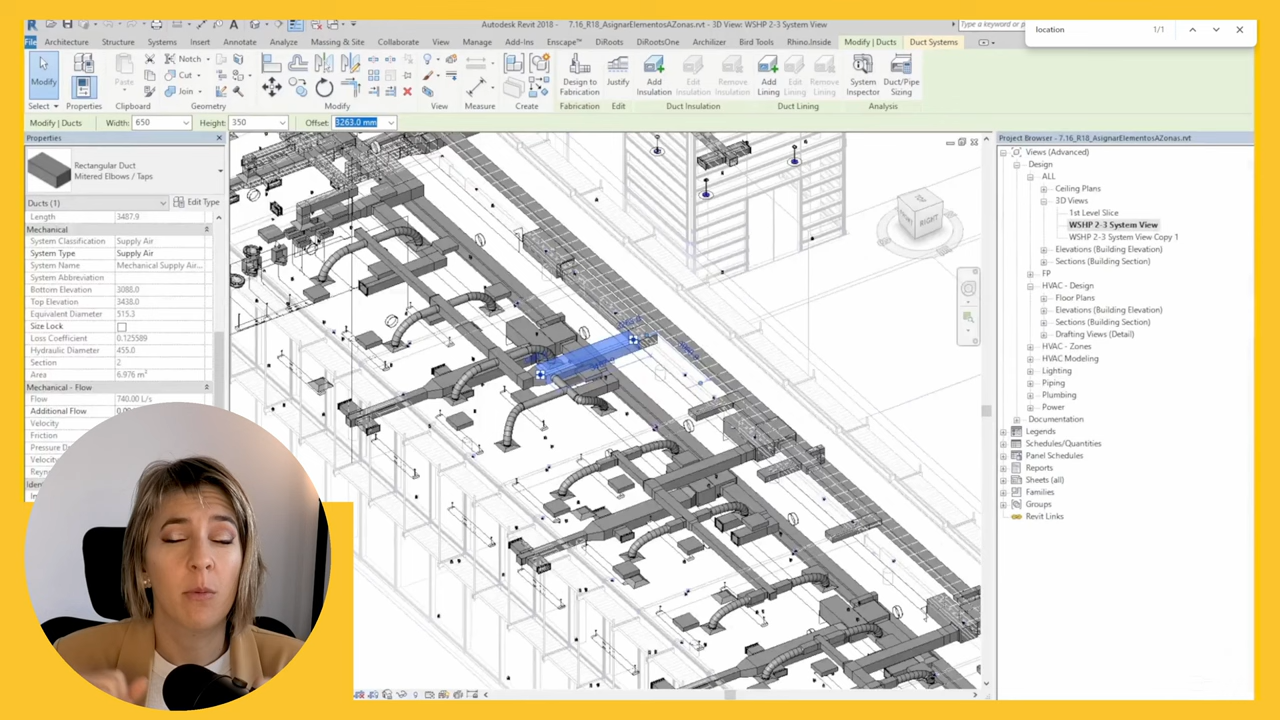 Autodesk Revit 2018 - 7.16_R18_AsignarElementosAZonas.rvt - 3D View: WSHP 2-3 System View
Type a keyword or
location 1/1
File Architecture Structure Systems Insert Annotate Analyze Massing & Site Collaborate View Manage Add-Ins Enscape™ DiRoots DiRootsOne Archilizer Bird Tools Rhino.Inside Modify | Ducts Duct Systems
Modify
Properties
Paste
Notch
Cut
Join
Design to
Fabrication
Justify
Add
Insulation
Edit
Insulation
Remove
Insulation
Add
Lining
Edit
Lining
Remove
Lining
System
Inspector
Duct/Pipe
Sizing
Select Properties Clipboard Geometry Modify View Measure Create Fabrication Edit Duct Insulation Duct Lining Analysis
Modify | Ducts Width: 650 Height: 350 Offset: 3263.0 mm
Properties
Rectangular Duct
Mitered Elbows / Taps
Ducts (1) Edit Type
Length 3487.9
Mechanical
System Classification Supply Air
System Type Supply Air
System Name Mechanical Supply Air...
System Abbreviation
Bottom Elevation 3088.0
Top Elevation 3438.0
Equivalent Diameter 515.3
Size Lock
Loss Coefficient 0.125589
Hydraulic Diameter 455.0
Section 2
Area 6.976 m²
Mechanical - Flow
Flow 740.00 L/s
Additional Flow
Velocity
Friction
TOP
FRONT
RIGHT
Project Browser - 7.16_R18_AsignarElementosAZonas.rvt
Views (Advanced)
Design
ALL
Ceiling Plans
3D Views
1st Level Slice
WSHP 2-3 System View
WSHP 2-3 System View Copy 1
Elevations (Building Elevation)
Sections (Building Section)
FP
HVAC - Design
Floor Plans
Elevations (Building Elevation)
Sections (Building Section)
Drafting Views (Detail)
HVAC - Zones
HVAC Modeling
Lighting
Piping
Plumbing
Power
Documentation
Legends
Schedules/Quantities
Panel Schedules
Reports
Sheets (all)
Families
Groups
Revit Links